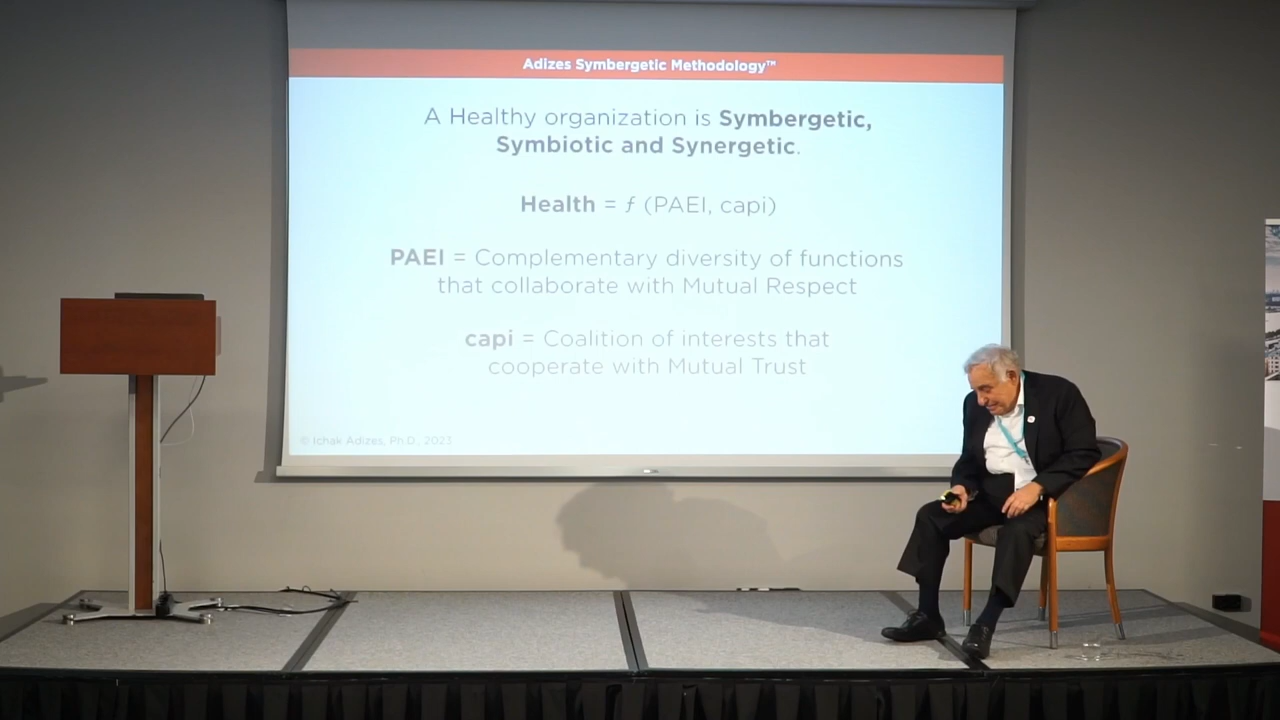 Adizes Symbergetic Methodology™
A Healthy organization is Symbergetic,
Symbiotic and Synergetic.
Health = ƒ (PAEI, capi)
PAEI = Complementary diversity of functions
that collaborate with Mutual Respect
capi = Coalition of interests that
cooperate with Mutual Trust
© Ichak Adizes, Ph.D., 2023